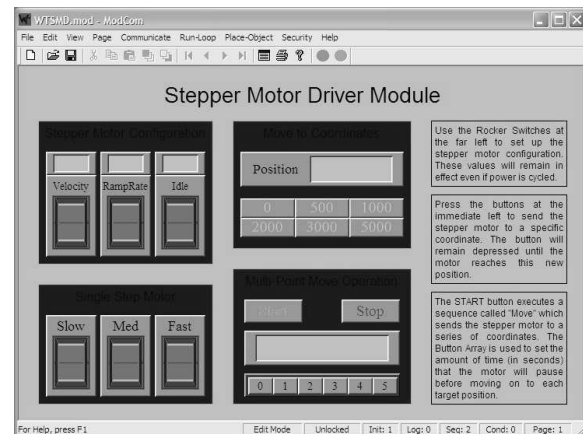 WTSMD.mod - ModCom
File Edit View Page Communicate Run-Loop Place-Object Security Help
Stepper Motor Driver Module
Stepper Motor Configuration
Velocity RampRate Idle
Single Step Motor
Slow Med Fast
Move to Coordinates
Position
0 500 1000
2000 3000 5000
Multi-Point Move Operation
Start Stop
0 1 2 3 4 5
Use the Rocker Switches at
the far left to set up the
stepper motor configuration.
These values will remain in
effect even if power is cycled.
Press the buttons at the
immediate left to send the
stepper motor to a specific
coordinate. The button will
remain depressed until the
motor reaches this new
position.
The START button executes a
sequence called "Move" which
sends the stepper motor to a
series of coordinates. The
Button Array is used to set the
amount of time (in seconds)
that the motor will pause
before moving on to each
target position.
For Help, press F1
Edit Mode Unlocked Init: 1 Log: 0 Seq: 2 Cond: 0 Page: 1